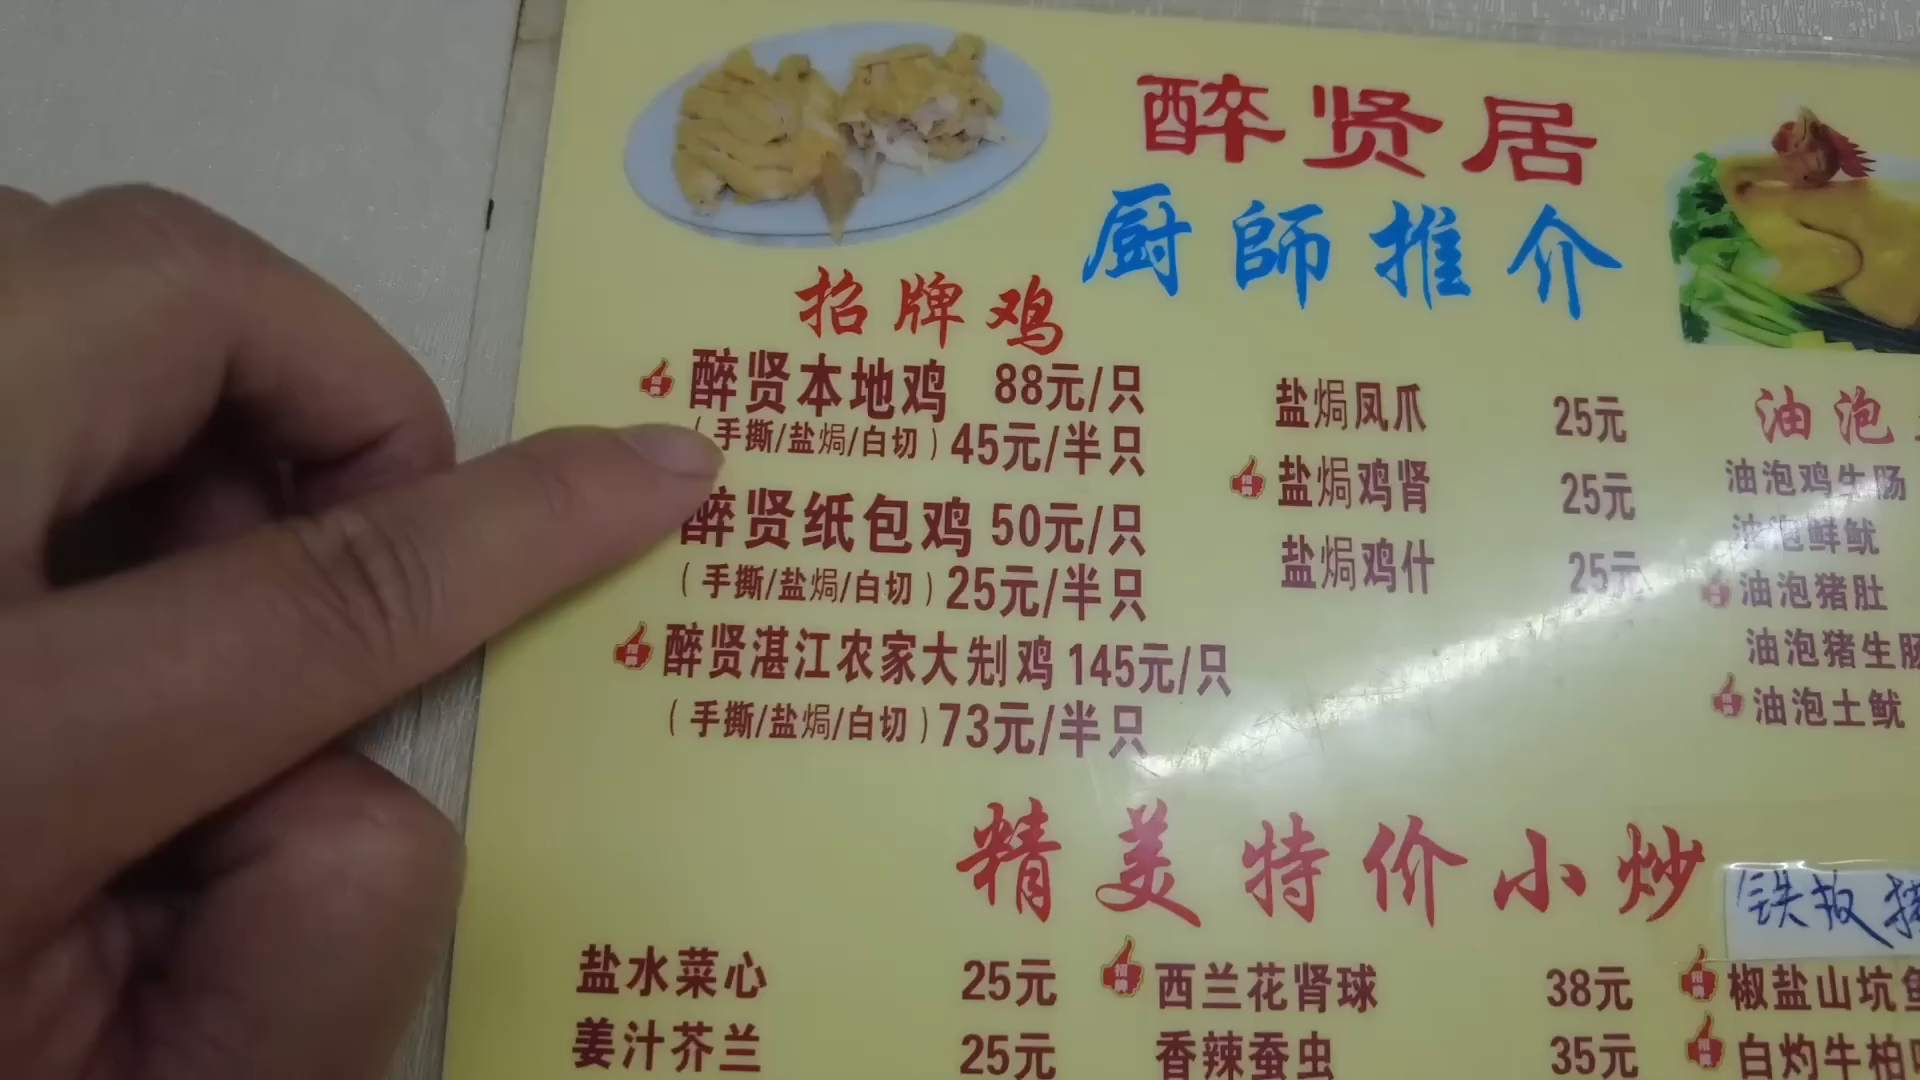 醉贤居
厨師推介
招牌鸡
醉贤本地鸡 88元/只
（手撕/盐焗/白切）45元/半只
醉贤纸包鸡 50元/只
（手撕/盐焗/白切）25元/半只
醉贤湛江农家大刣鸡 145元/只
（手撕/盐焗/白切）73元/半只
盐焗凤爪 25元
盐焗鸡肾 25元
盐焗鸡什 25元
油泡
油泡鸡生肠
油泡鲜鱿
油泡猪肚
油泡猪生肠
油泡土鱿
精美特价小炒
铁板
盐水菜心 25元
西兰花肾球 38元
椒盐山坑鱼
姜汁芥兰 25元
香辣蚕虫 35元
白灼牛柏